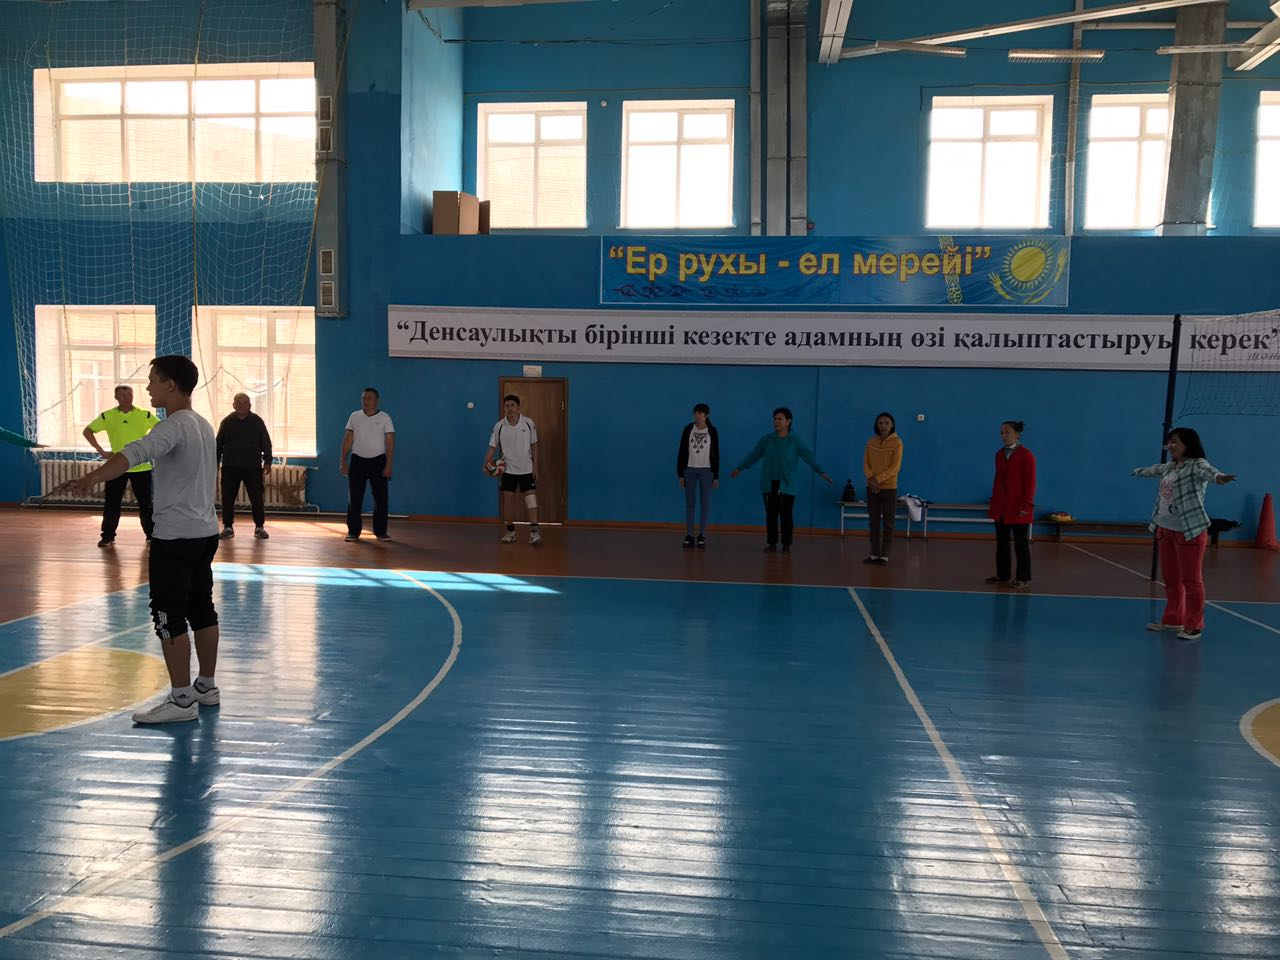 “Ер рухы - ел мерейі”
“Денсаулықты бірінші кезекте адамның өзі қалыптастыруы керек”